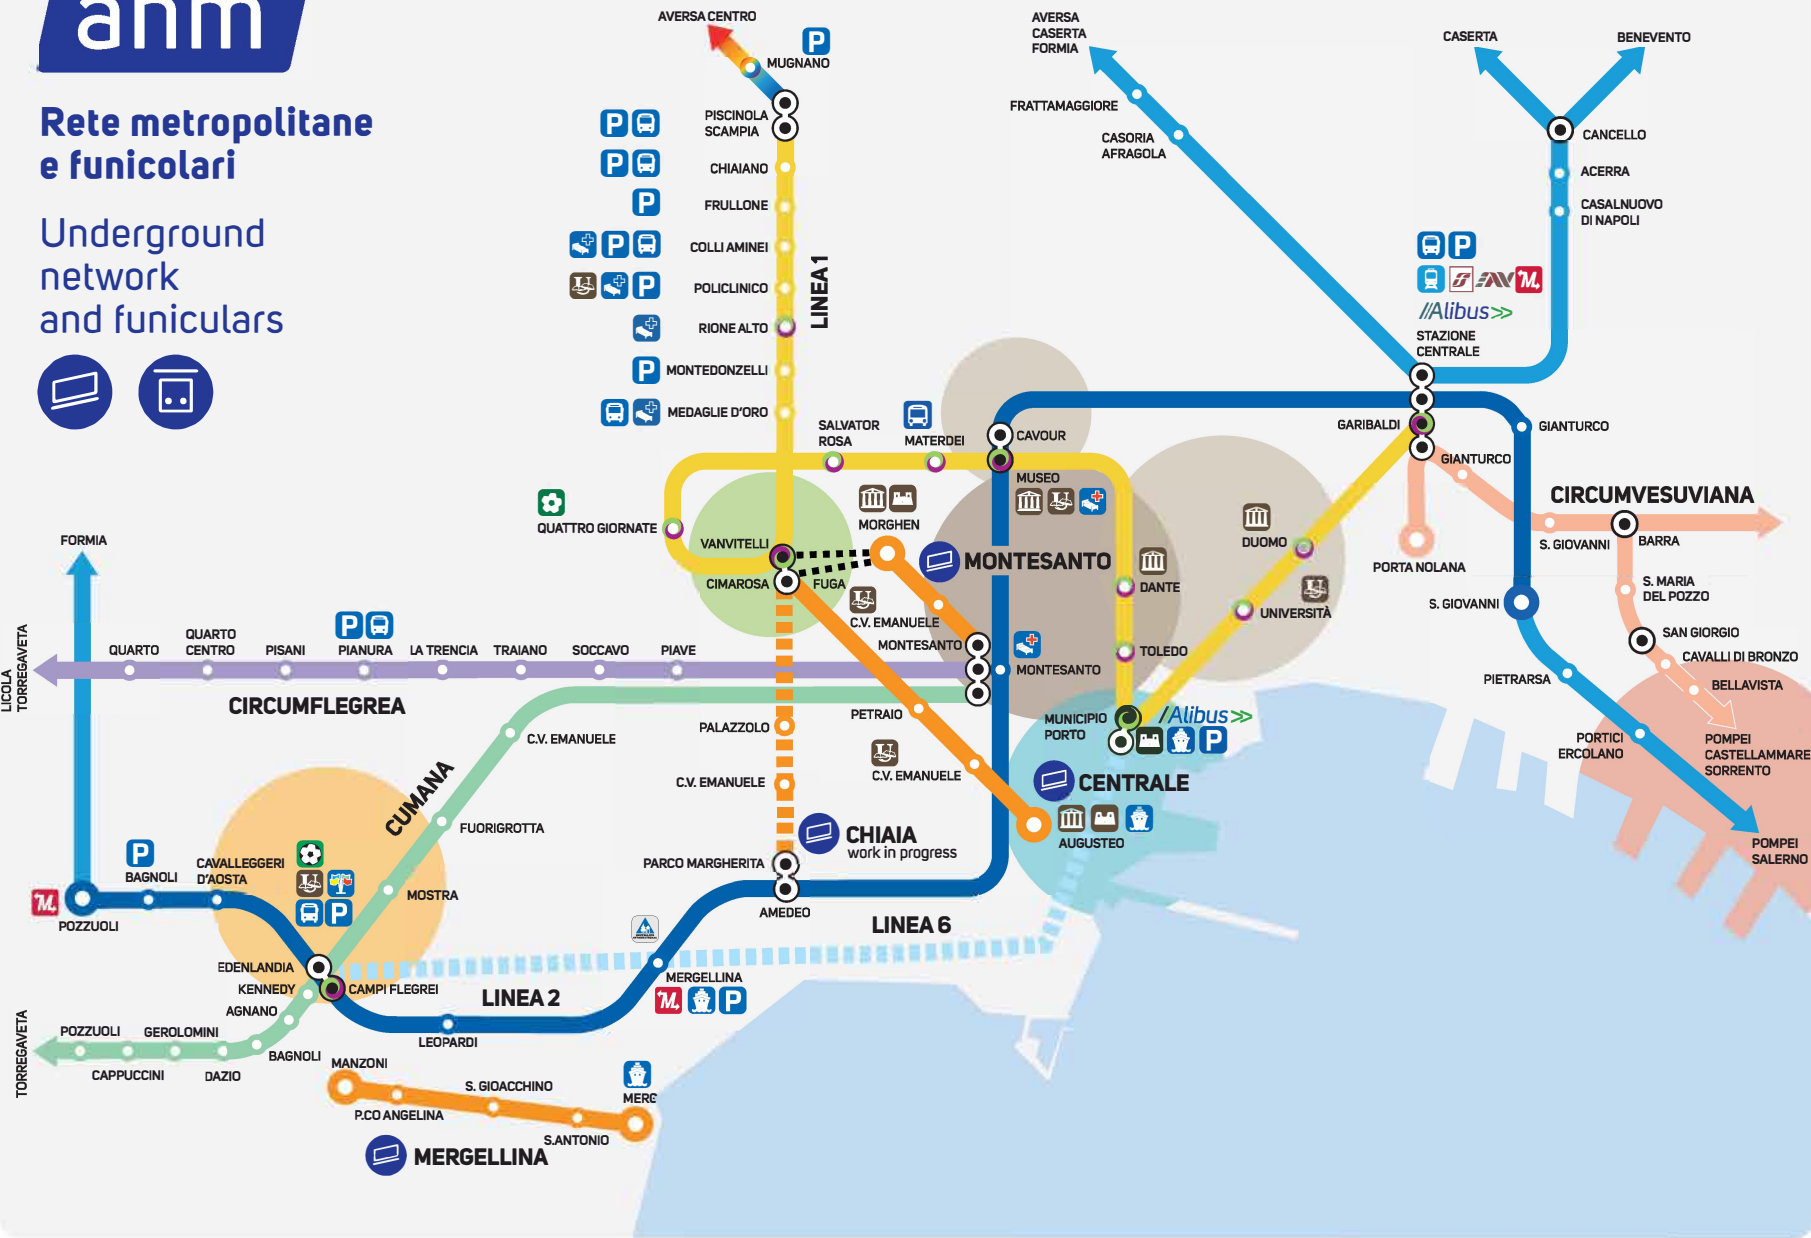 anm
Rete metropolitane
e funicolari
Underground
network
and funiculars
AVERSA CENTRO
P
MUGNANO
PISCINOLA
SCAMPIA
P
CHIAIANO
P
FRULLONE
P
COLLI AMINEI
P
POLICLINICO
P
RIONE ALTO
MONTEDONZELLI
P
MEDAGLIE D'ORO
LINEA 1
AVERSA
CASERTA
FORMIA
FRATTAMAGGIORE
CASORIA
AFRAGOLA
CASERTA
BENEVENTO
CANCELLO
ACERRA
CASALNUOVO
DI NAPOLI
P
EAV
M
//Alibus>>
STAZIONE
CENTRALE
GARIBALDI
GIANTURCO
GIANTURCO
CIRCUMVESUVIANA
S. GIOVANNI
BARRA
PORTA NOLANA
S. MARIA
DEL POZZO
S. GIOVANNI
SAN GIORGIO
CAVALLI DI BRONZO
BELLAVISTA
PIETRARSA
PORTICI
ERCOLANO
POMPEI
CASTELLAMMARE
SORRENTO
POMPEI
SALERNO
SALVATOR
ROSA
MATERDEI
CAVOUR
MUSEO
QUATTRO GIORNATE
VANVITELLI
CIMAROSA
FUGA
MORGHEN
MONTESANTO
C.V. EMANUELE
MONTESANTO
MONTESANTO
DUOMO
DANTE
UNIVERSITÀ
TOLEDO
MUNICIPIO
PORTO
/Alibus>>
P
CENTRALE
AUGUSTEO
PETRAIO
C.V. EMANUELE
PALAZZOLO
C.V. EMANUELE
CHIAIA
work in progress
PARCO MARGHERITA
AMEDEO
FORMIA
LICOLA
TORREGAVETA
QUARTO
QUARTO
CENTRO
PISANI
P
PIANURA
LA TRENCIA
TRAIANO
SOCCAVO
PIAVE
CIRCUMFLEGREA
C.V. EMANUELE
CUMANA
FUORIGROTTA
MOSTRA
P
BAGNOLI
CAVALLEGGERI
D'AOSTA
P
M
POZZUOLI
EDENLANDIA
KENNEDY
CAMPI FLEGREI
AGNANO
BAGNOLI
TORREGAVETA
POZZUOLI
CAPPUCCINI
GEROLOMINI
DAZIO
LINEA 6
LINEA 2
LEOPARDI
MERGELLINA
M
P
MANZONI
P.CO ANGELINA
S. GIOACCHINO
S.ANTONIO
MERG
MERGELLINA